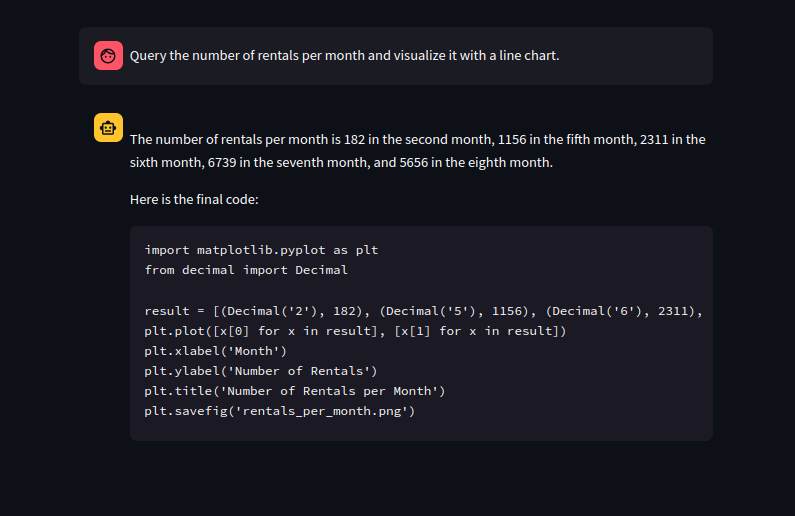 Query the number of rentals per month and visualize it with a line chart.
The number of rentals per month is 182 in the second month, 1156 in the fifth month, 2311 in the
sixth month, 6739 in the seventh month, and 5656 in the eighth month.
Here is the final code:
import matplotlib.pyplot as plt
from decimal import Decimal
result = [(Decimal('2'), 182), (Decimal('5'), 1156), (Decimal('6'), 2311),
plt.plot([x[0] for x in result], [x[1] for x in result])
plt.xlabel('Month')
plt.ylabel('Number of Rentals')
plt.title('Number of Rentals per Month')
plt.savefig('rentals_per_month.png')